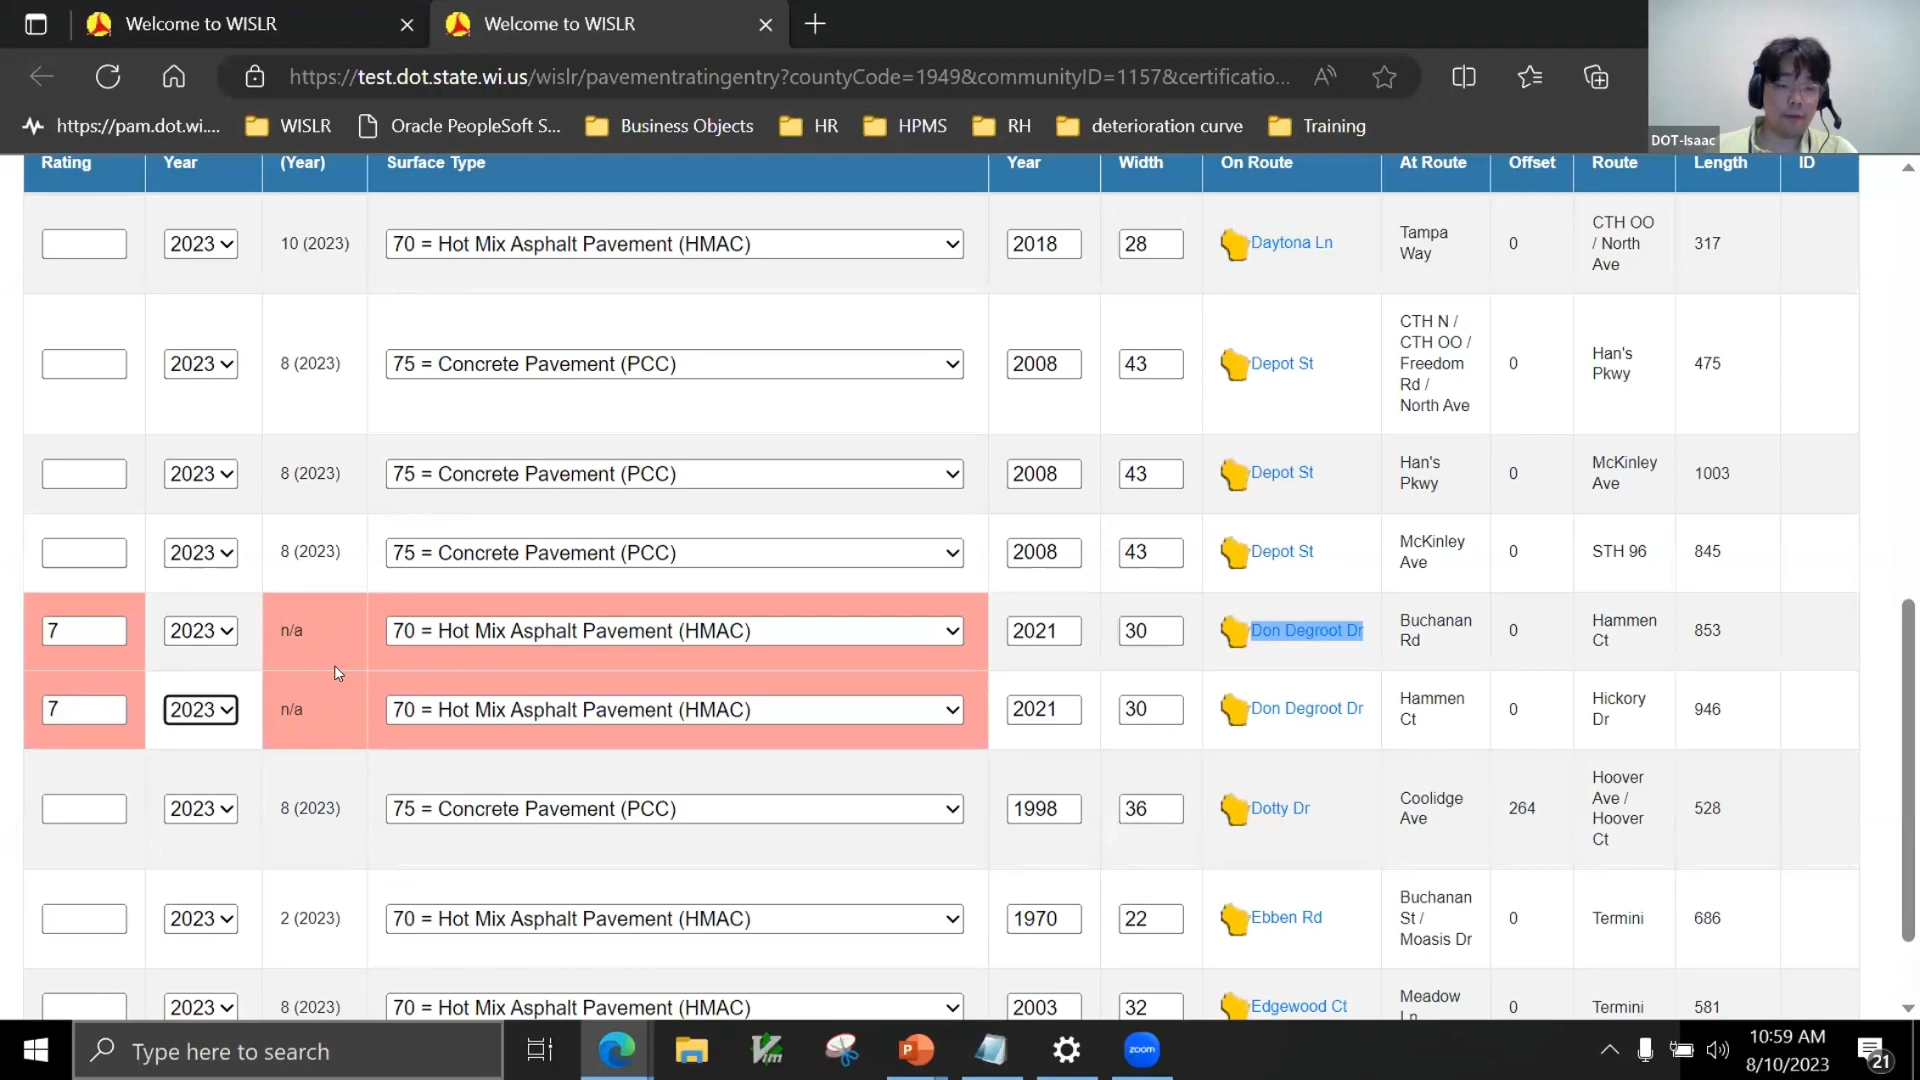 Welcome to WISLR
Welcome to WISLR
https://test.dot.state.wi.us/wislr/pavementratingentry?countyCode=1949&communityID=1157&certificatio...
https://pam.dot.wi....
WISLR
Oracle PeopleSoft S...
Business Objects
HR
HPMS
RH
deterioration curve
Training
DOT-Isaac
Rating Year (Year) Surface Type Year Width On Route At Route Offset Route Length ID
2023 10 (2023) 70 = Hot Mix Asphalt Pavement (HMAC) 2018 28 Daytona Ln
Tampa
Way
0
CTH OO
/ North
Ave
317
2023 8 (2023) 75 = Concrete Pavement (PCC) 2008 43 Depot St
CTH N /
CTH OO /
Freedom
Rd /
North Ave
0
Han's
Pkwy
475
2023 8 (2023) 75 = Concrete Pavement (PCC) 2008 43 Depot St
Han's
Pkwy
0
McKinley
Ave
1003
2023 8 (2023) 75 = Concrete Pavement (PCC) 2008 43 Depot St
McKinley
Ave
0
STH 96
845
7 2023 n/a 70 = Hot Mix Asphalt Pavement (HMAC) 2021 30 Don Degroot Dr
Buchanan
Rd
0
Hammen
Ct
853
7 2023 n/a 70 = Hot Mix Asphalt Pavement (HMAC) 2021 30 Don Degroot Dr
Hammen
Ct
0
Hickory
Dr
946
2023 8 (2023) 75 = Concrete Pavement (PCC) 1998 36 Dotty Dr
Coolidge
Ave
264
Hoover
Ave /
Hoover
Ct
528
2023 2 (2023) 70 = Hot Mix Asphalt Pavement (HMAC) 1970 22 Ebben Rd
Buchanan
St /
Moasis Dr
0
Termini
686
2023 8 (2023) 70 = Hot Mix Asphalt Pavement (HMAC) 2003 32 Edgewood Ct
Meadow
Ln
0
Termini
581
Type here to search
zoom
10:59 AM
8/10/2023
21